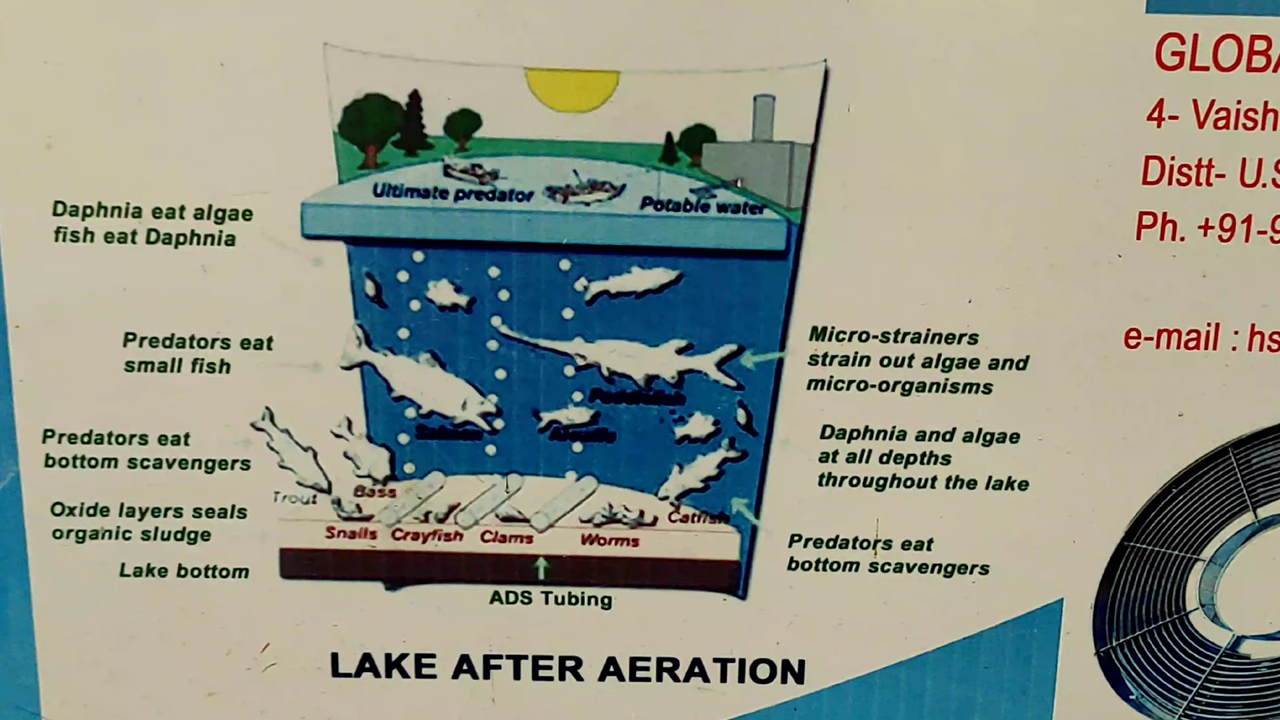 Ultimate predator
Potable water
Daphnia eat algae
fish eat Daphnia
Predators eat
small fish
Predators eat
bottom scavengers
Oxide layers seals
organic sludge
Lake bottom
Micro-strainers
strain out algae and
micro-organisms
Daphnia and algae
at all depths
throughout the lake
Predators eat
bottom scavengers
Trout
Bass
Catfish
Snails
Crayfish
Clams
Worms
ADS Tubing
LAKE AFTER AERATION
GLOBA
4- Vaish
Distt- U.S
Ph. +91-9
e-mail : hs